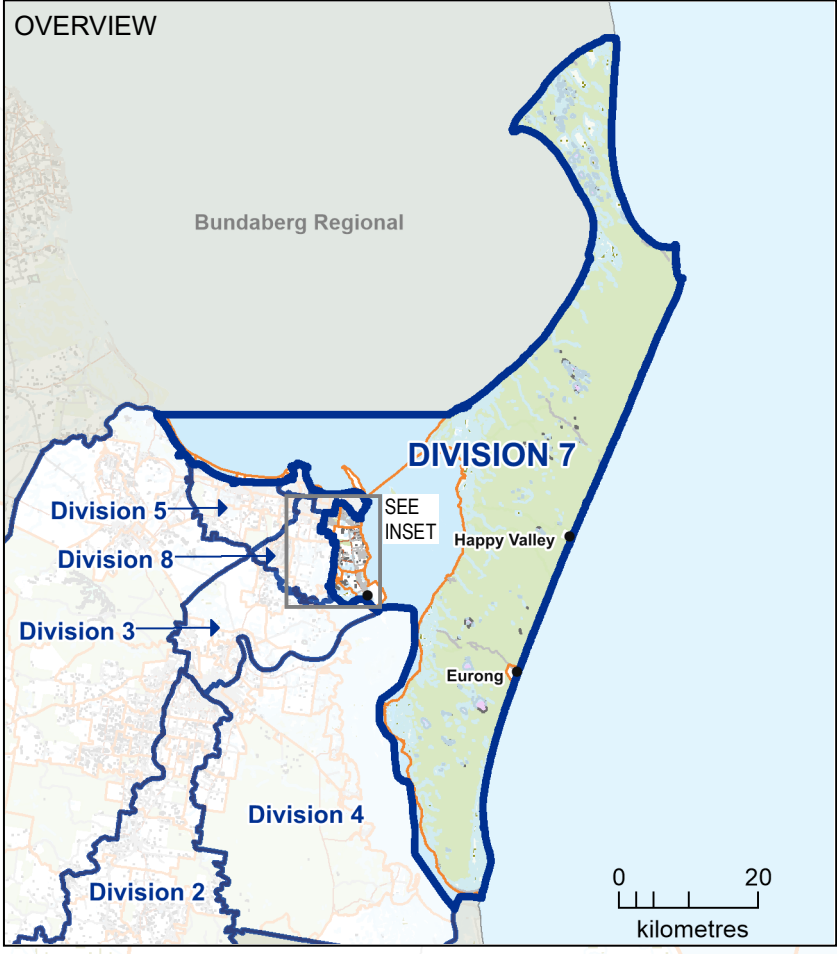 OVERVIEW
Bundaberg Regional
DIVISION 7
Division 5
SEE
INSET
Happy Valley
Division 8
Division 3
Eurong
Division 4
Division 2
0 20
kilometres